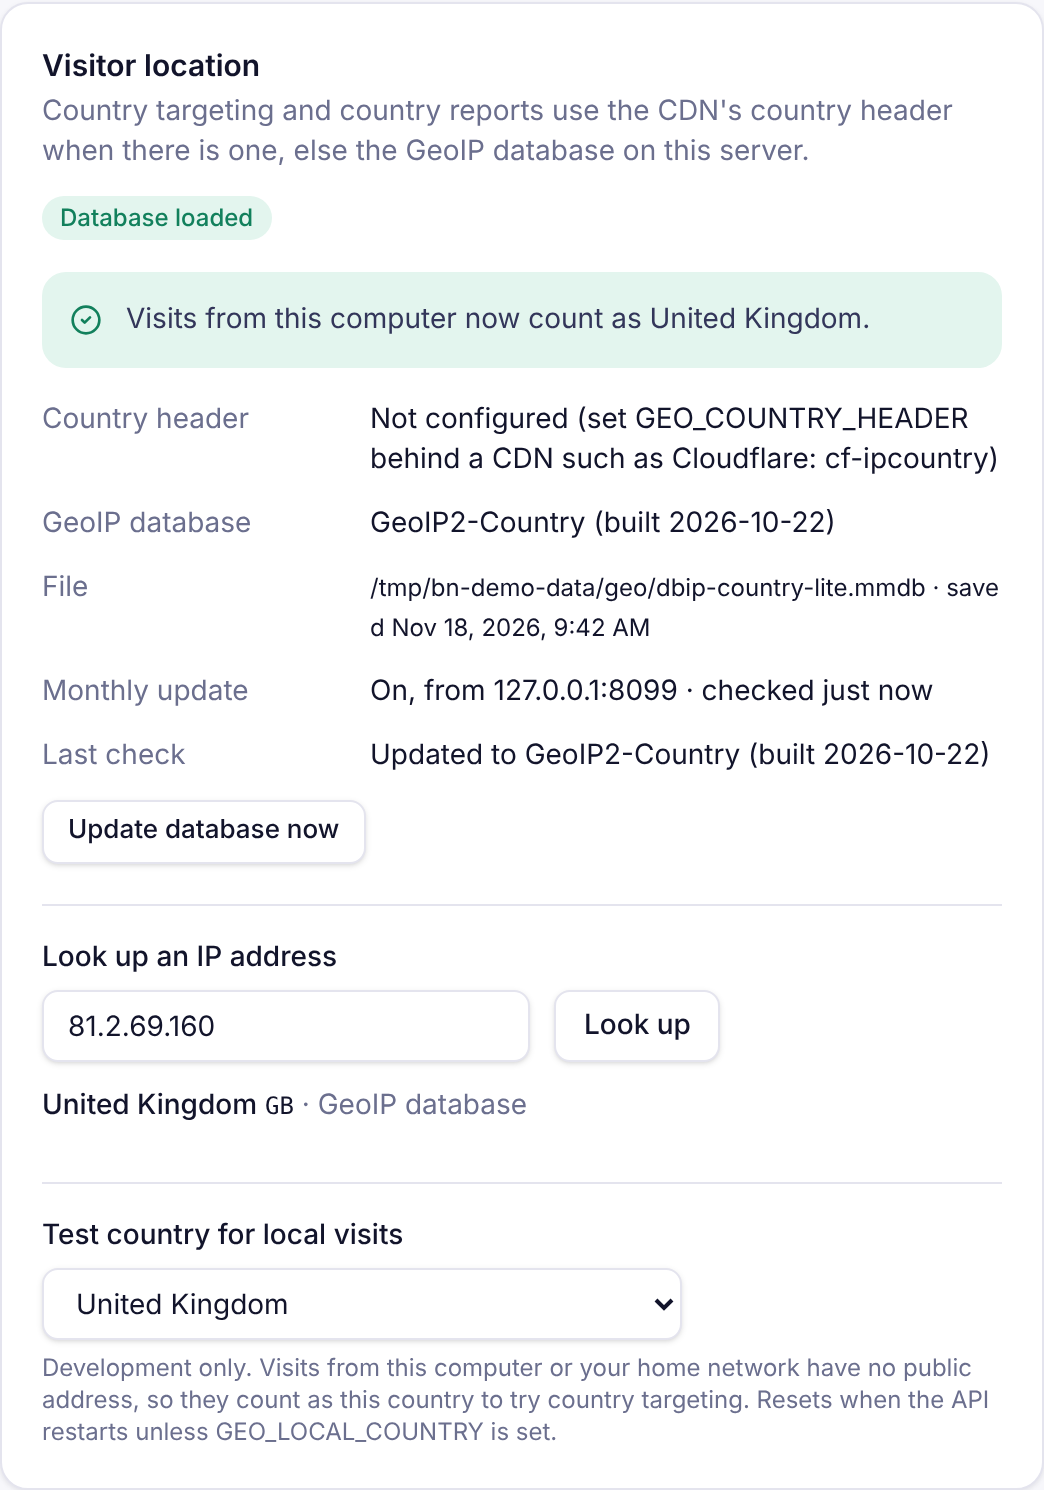 Visitor location
Country targeting and country reports use the CDN's country header
when there is one, else the GeoIP database on this server.
Database loaded
Visits from this computer now count as United Kingdom.
Country header
Not configured (set GEO_COUNTRY_HEADER
behind a CDN such as Cloudflare: cf-ipcountry)
GeoIP database
GeoIP2-Country (built 2026-10-22)
File
/tmp/bn-demo-data/geo/dbip-country-lite.mmdb · save
d Nov 18, 2026, 9:42 AM
Monthly update
On, from 127.0.0.1:8099 · checked just now
Last check
Updated to GeoIP2-Country (built 2026-10-22)
Update database now
Look up an IP address
81.2.69.160
Look up
United Kingdom GB · GeoIP database
Test country for local visits
United Kingdom
Development only. Visits from this computer or your home network have no public
address, so they count as this country to try country targeting. Resets when the API
restarts unless GEO_LOCAL_COUNTRY is set.